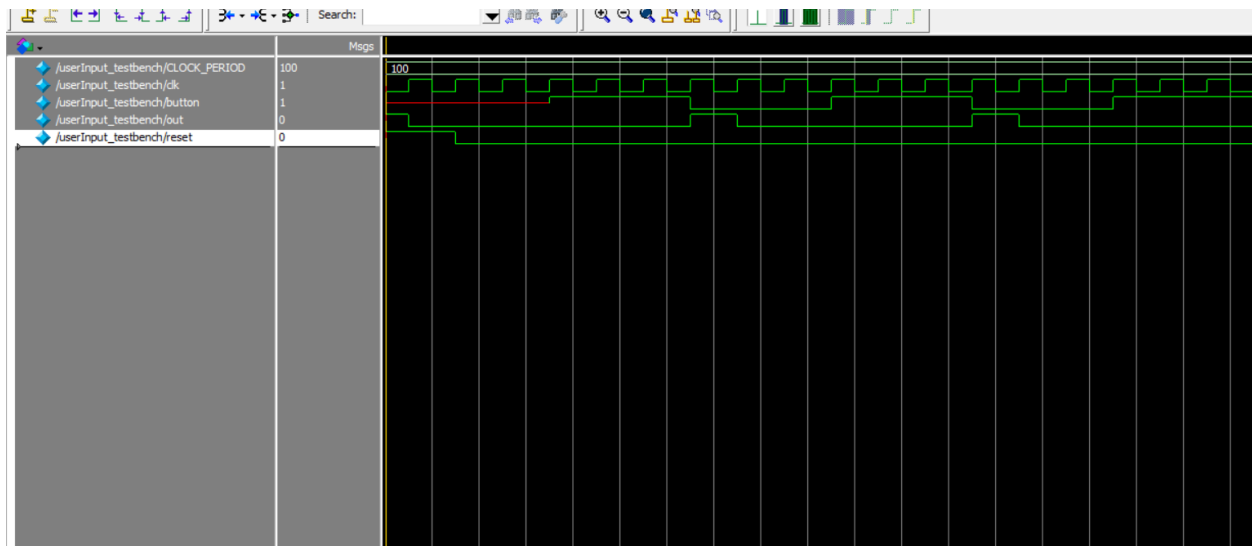 Search:
Msgs
/userInput_testbench/CLOCK_PERIOD 100 100
/userInput_testbench/clk 1
/userInput_testbench/button 1
/userInput_testbench/out 0
/userInput_testbench/reset 0